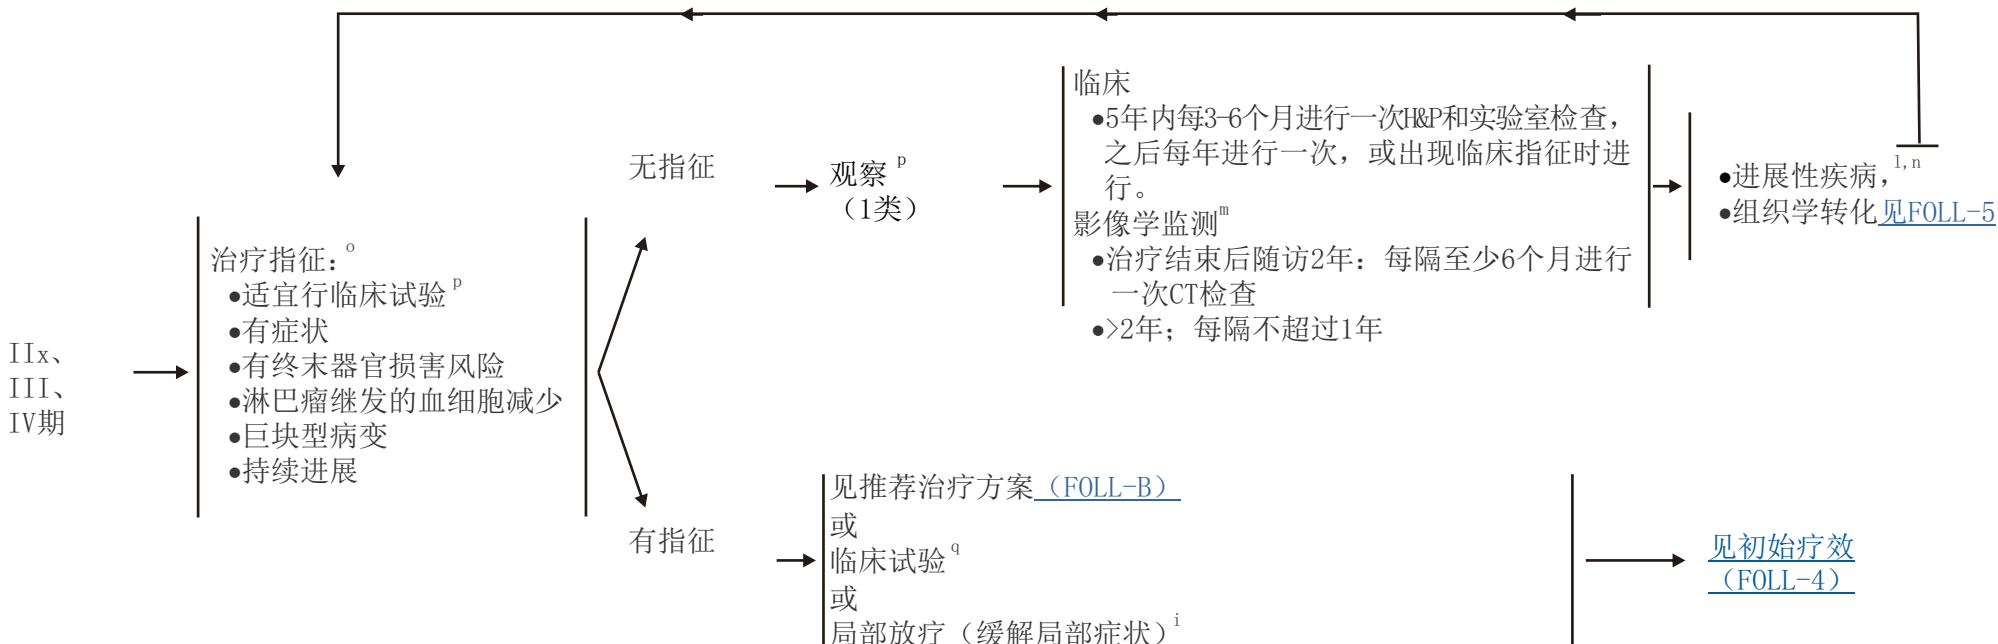 IIx、
III、
IV期
治疗指征：o
•适宜行临床试验p
•有症状
•有终末器官损害风险
•淋巴瘤继发的血细胞减少
•巨块型病变
•持续进展
无指征
观察p
（1类）
临床
•5年内每3-6个月进行一次H&P和实验室检查，
之后每年进行一次，或出现临床指征时进
行。
影像学监测m
•治疗结束后随访2年：每隔至少6个月进行
一次CT检查
•>2年；每隔不超过1年
•进展性疾病，l,n
•组织学转化见FOLL-5
有指征
见推荐治疗方案（FOLL-B）
或
临床试验q
或
局部放疗（缓解局部症状）i
见初始疗效
（FOLL-4）